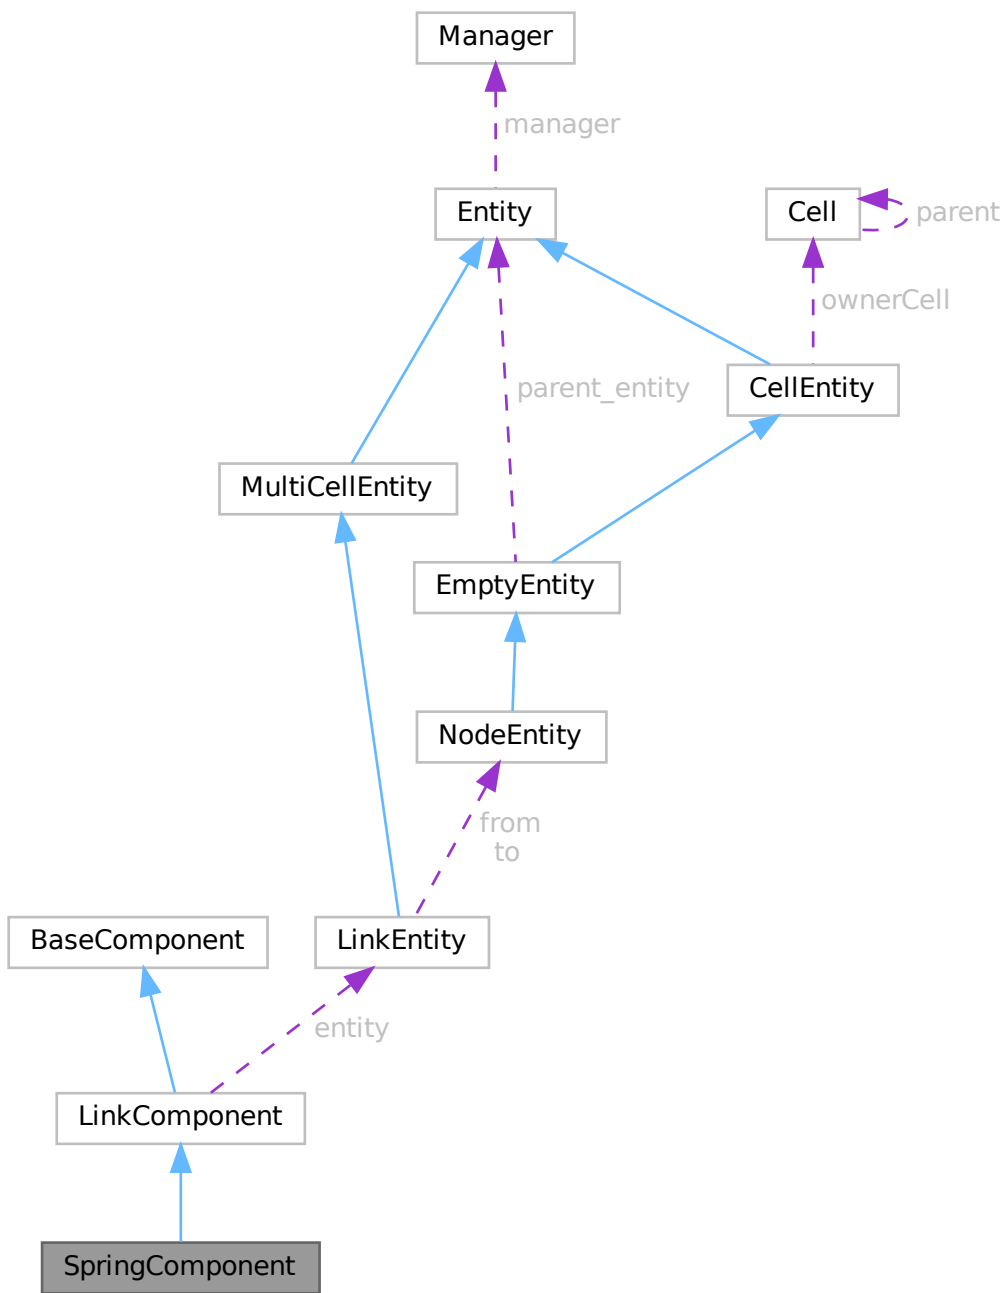 Manager
manager
Entity
Cell
parent
ownerCell
parent_entity
CellEntity
MultiCellEntity
EmptyEntity
NodeEntity
from
to
BaseComponent
LinkEntity
entity
LinkComponent
SpringComponent